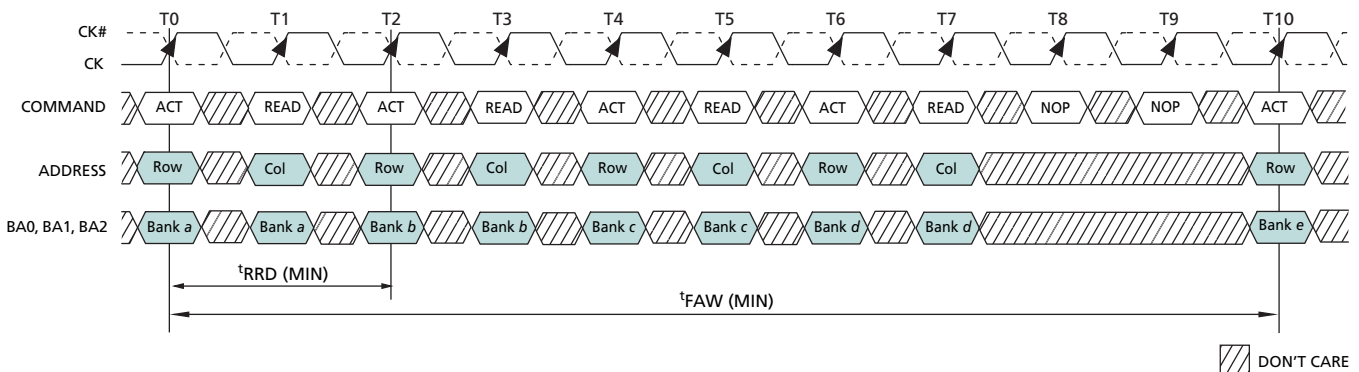 T0 T1 T2 T3 T4 T5 T6 T7 T8 T9 T10
CK#
CK
COMMAND ACT READ ACT READ ACT READ ACT READ NOP NOP ACT
ADDRESS Row Col Row Col Row Col Row Col Row
BA0, BA1, BA2 Bank a Bank a Bank b Bank b Bank c Bank c Bank d Bank d Bank e
tRRD (MIN)
tFAW (MIN)
DON'T CARE